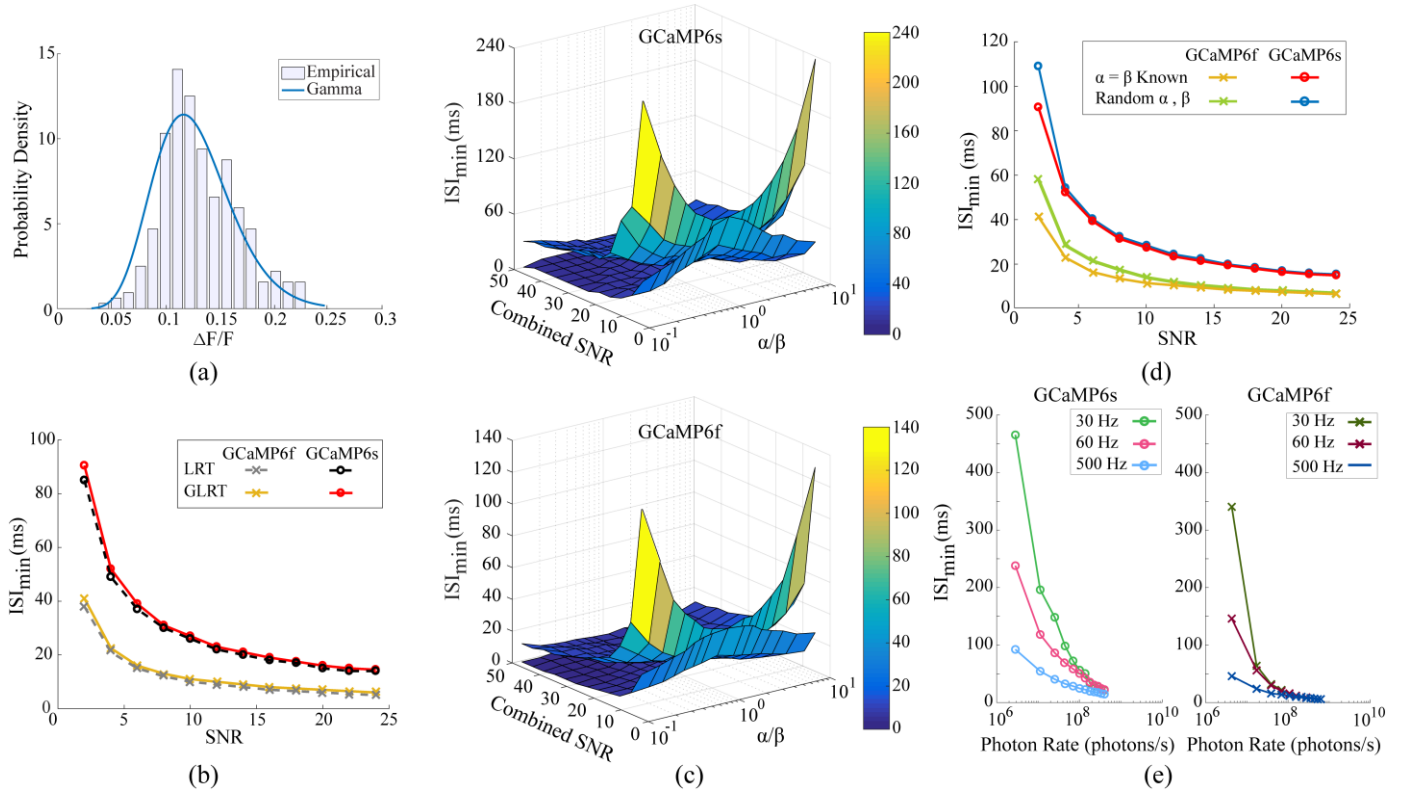 15
10
5
0
Probability Density
Empirical
Gamma
0
0.05
0.1
0.15
0.2
0.25
0.3
ΔF/F
(a)
100
80
60
40
20
0
ISImin(ms)
GCaMP6f GCaMP6s
LRT
GLRT
0
5
10
15
20
25
SNR
(b)
GCaMP6s
240
180
120
60
0
ISImin(ms)
50
40
30
20
10
0
Combined SNR
10-1
100
101
α/β
240
200
160
120
80
40
0
GCaMP6f
140
120
100
80
60
40
20
0
ISImin(ms)
50
40
30
20
10
0
Combined SNR
10-1
100
101
α/β
140
120
100
80
60
40
20
0
(c)
120
100
80
60
40
20
0
ISImin(ms)
GCaMP6f GCaMP6s
α = β Known
Random α , β
0
5
10
15
20
25
SNR
(d)
GCaMP6s
500
450
300
250
100
50
0
ISImin(ms)
30 Hz
60 Hz
500 Hz
106
108
1010
Photon Rate (photons/s)
GCaMP6f
500
450
300
250
100
50
0
30 Hz
60 Hz
500 Hz
106
108
1010
Photon Rate (photons/s)
(e)